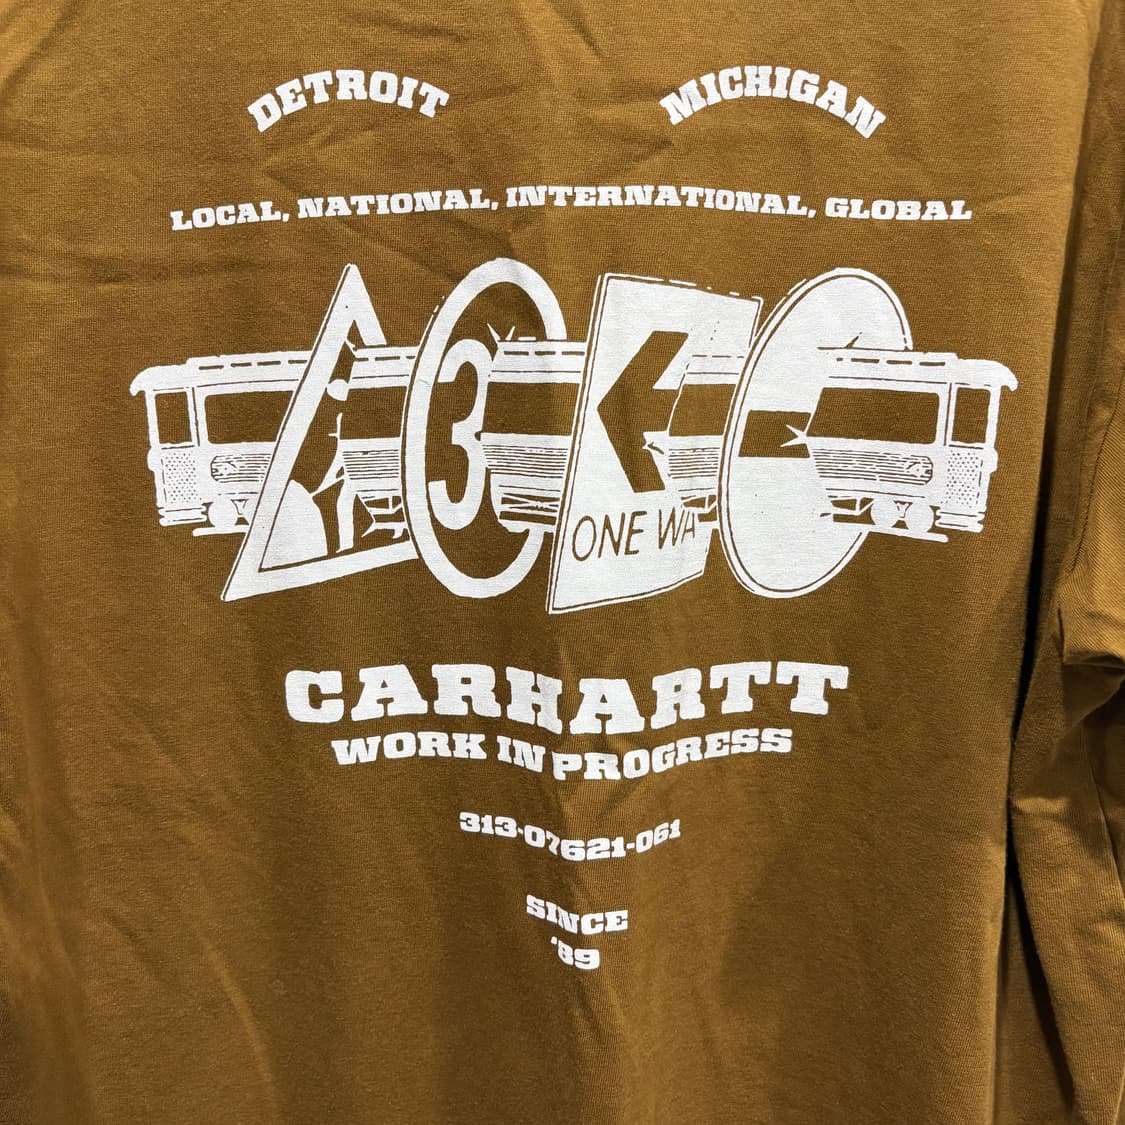 DETROIT MICHIGAN
LOCAL, NATIONAL, INTERNATIONAL, GLOBAL
3
ONE WA
CARHARTT
WORK IN PROGRESS
313-07621-061
SINCE
'89